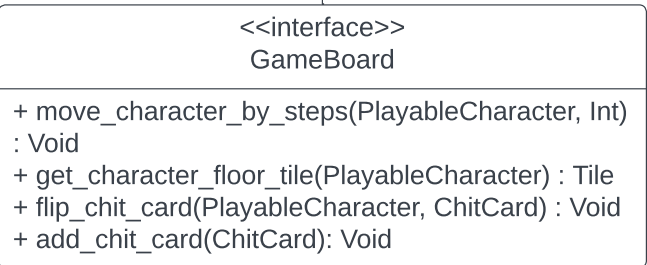 <<interface>>
GameBoard
+ move_character_by_steps(PlayableCharacter, Int)
: Void
+ get_character_floor_tile(PlayableCharacter) : Tile
+ flip_chit_card(PlayableCharacter, ChitCard) : Void
+ add_chit_card(ChitCard): Void